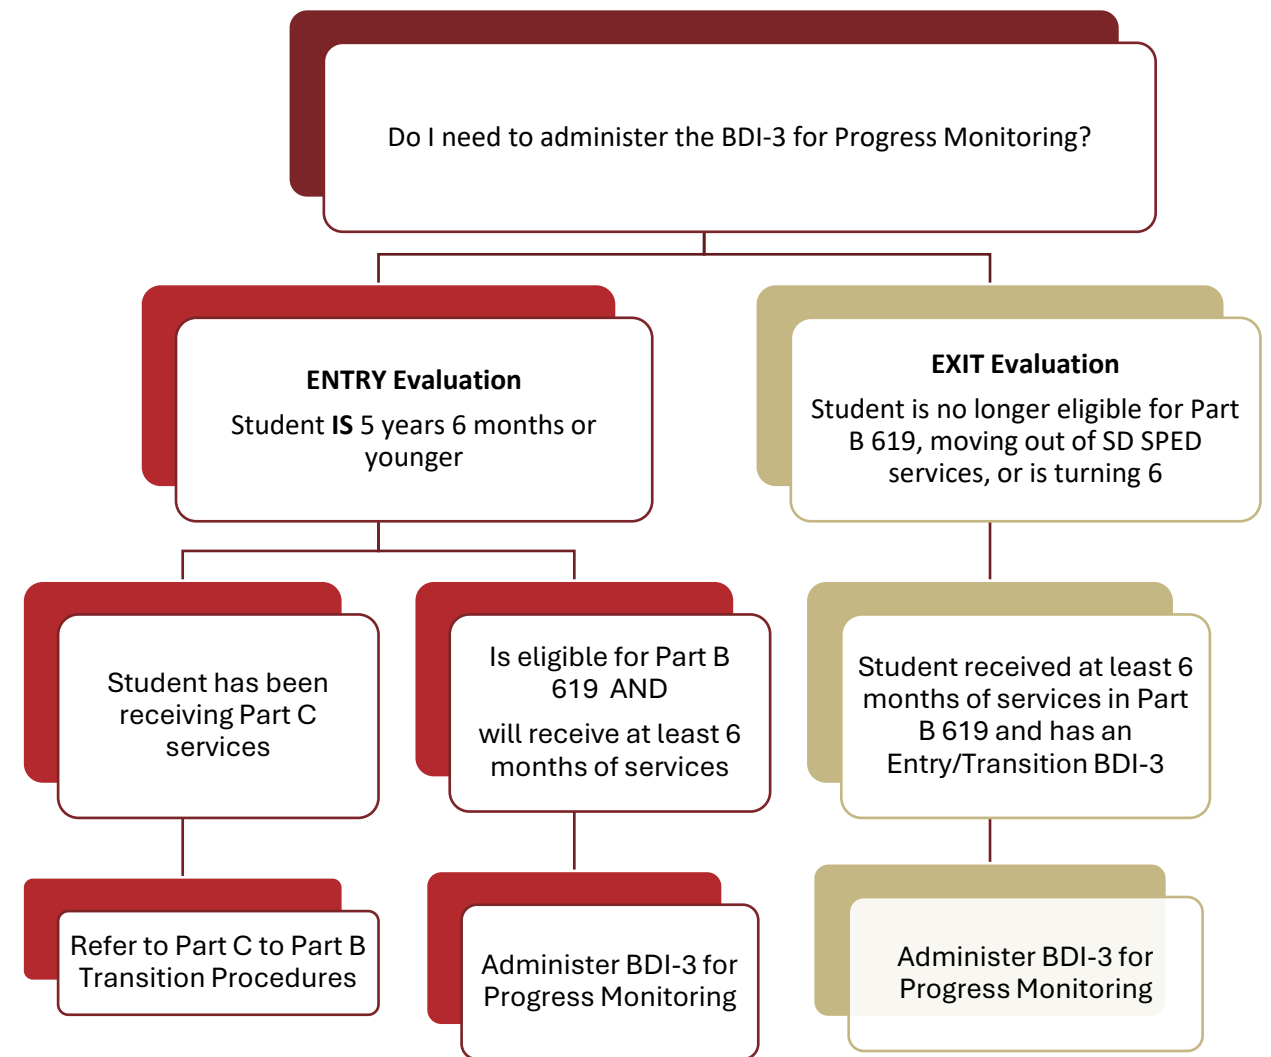 Do I need to administer the BDI-3 for Progress Monitoring?
ENTRY Evaluation
Student IS 5 years 6 months or
younger
EXIT Evaluation
Student is no longer eligible for Part
B 619, moving out of SD SPED
services, or is turning 6
Student has been
receiving Part C
services
Is eligible for Part B
619 AND
will receive at least 6
months of services
Student received at least 6
months of services in Part
B 619 and has an
Entry/Transition BDI-3
Refer to Part C to Part B
Transition Procedures
Administer BDI-3 for
Progress Monitoring
Administer BDI-3 for
Progress Monitoring